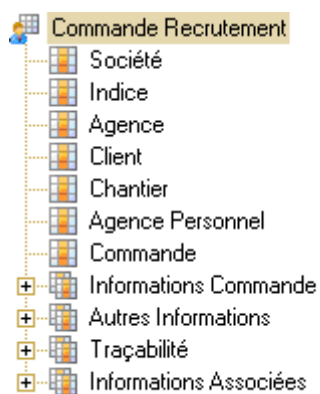 Commande Recrutement
Société
Indice
Agence
Client
Chantier
Agence Personnel
Commande
Informations Commande
Autres Informations
Traçabilité
Informations Associées